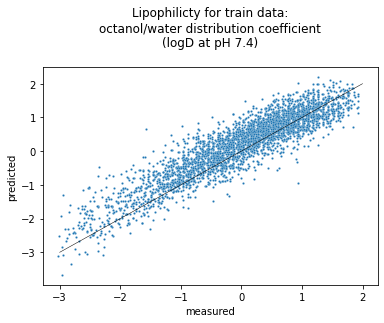 Lipophilicty for train data:
octanol/water distribution coefficient
(logD at pH 7.4)
2
1
0
−1
−2
−3
predicted
−3 −2 −1 0 1 2
measured